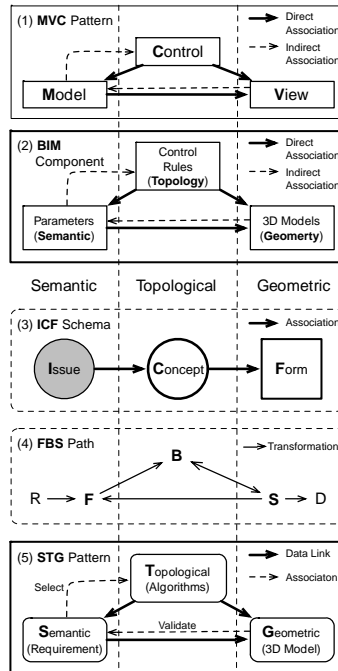 (1) MVC Pattern
Direct
Association
Indirect
Association
Control
Model
View
(2) BIM
Component
Direct
Association
Indirect
Association
Control
Rules
(Topology)
Parameters
(Semantic)
3D Models
(Geomerty)
Semantic Topological Geometric
(3) ICF Schema
Association
Issue
Concept
Form
(4) FBS Path
Transformation
B
R F S D
(5) STG Pattern
Data Link
Associaton
Topological
(Algorithms)
Select
Validate
Semantic
(Requirement)
Geometric
(3D Model)